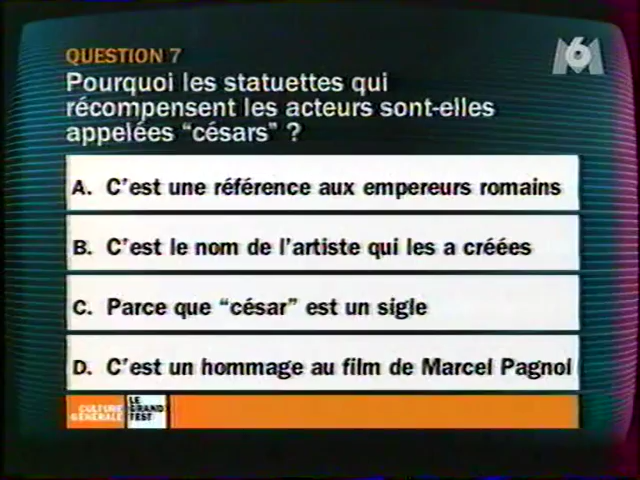 QUESTION 7
M6
Pourquoi les statuettes qui
récompensent les acteurs sont-elles
appelées "césars" ?
A. C'est une référence aux empereurs romains
B. C'est le nom de l'artiste qui les a créées
C. Parce que "césar" est un sigle
D. C'est un hommage au film de Marcel Pagnol
CULTURE
GÉNÉRALE
LE
GRAND
TEST